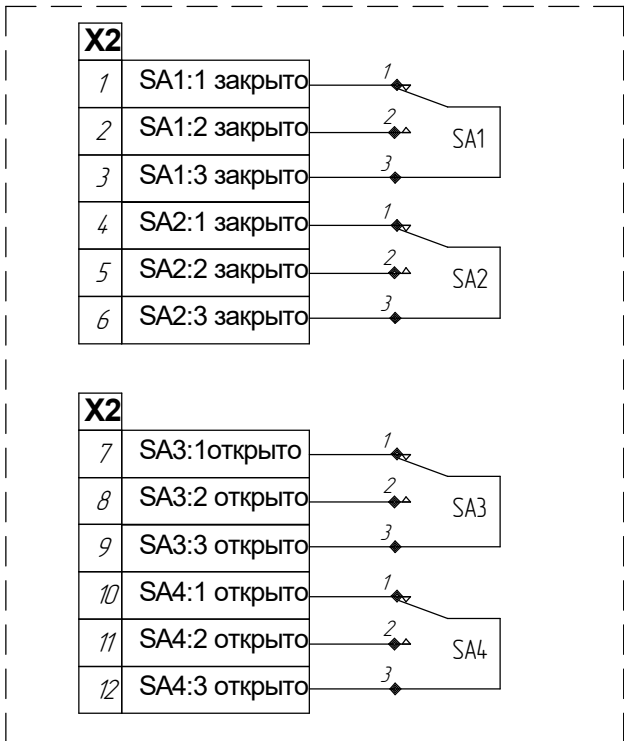 X2
1 SA1:1 закрыто 1
2 SA1:2 закрыто 2 SA1
3 SA1:3 закрыто 3
4 SA2:1 закрыто 1
5 SA2:2 закрыто 2 SA2
6 SA2:3 закрыто 3
X2
7 SA3:1открыто 1
8 SA3:2 открыто 2 SA3
9 SA3:3 открыто 3
10 SA4:1 открыто 1
11 SA4:2 открыто 2 SA4
12 SA4:3 открыто 3